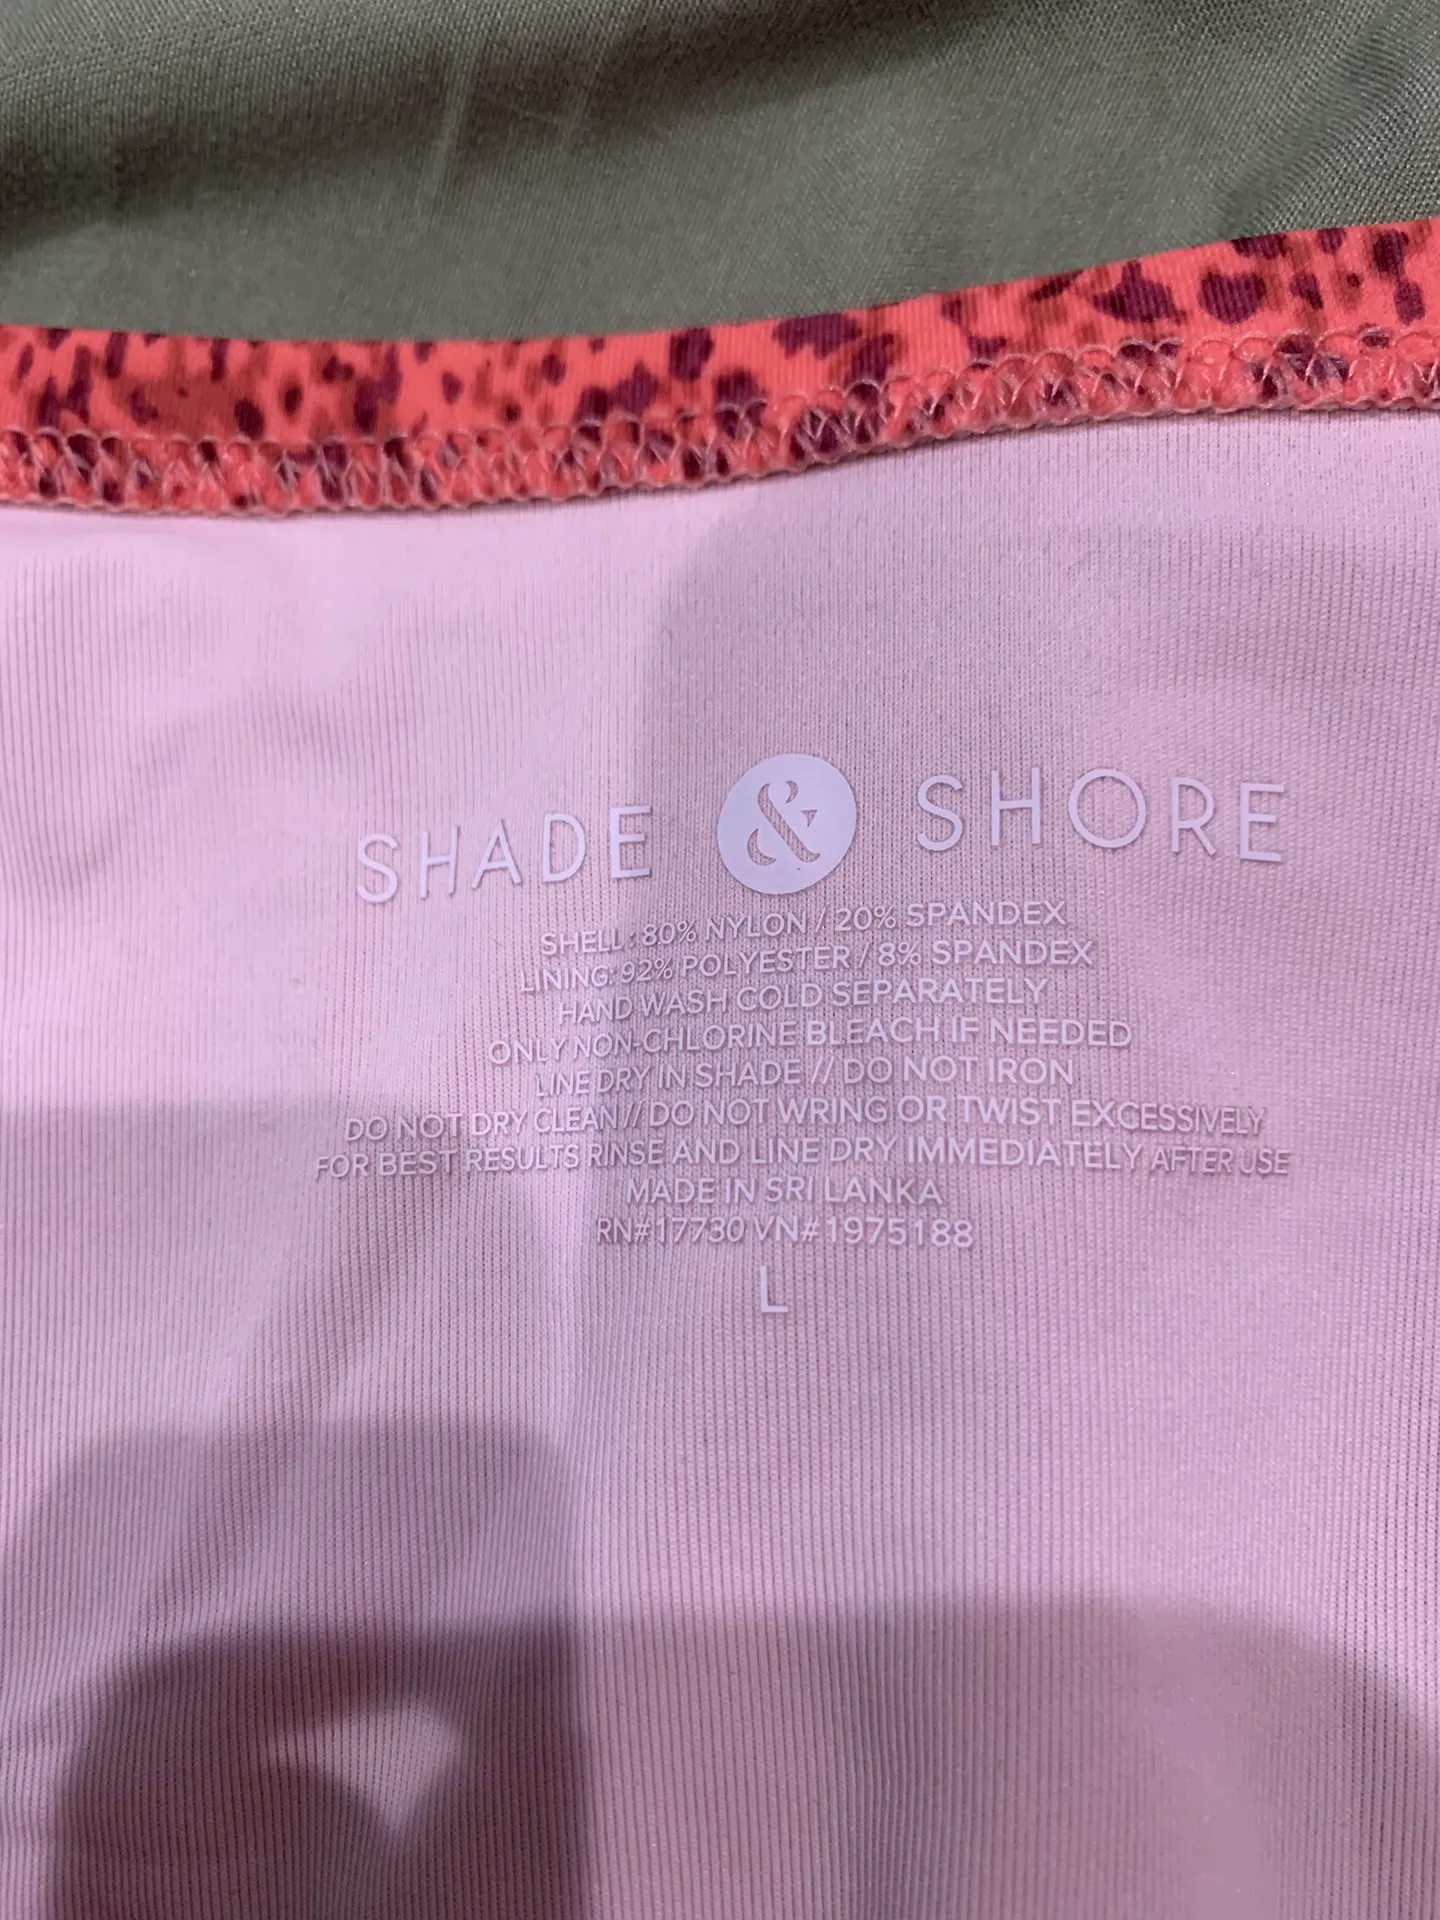 SHADE & SHORE
SHELL: 80% NYLON / 20% SPANDEX
LINING: 92% POLYESTER / 8% SPANDEX
HAND WASH COLD SEPARATELY
ONLY NON-CHLORINE BLEACH IF NEEDED
LINE DRY IN SHADE // DO NOT IRON
DO NOT DRY CLEAN // DO NOT WRING OR TWIST EXCESSIVELY
FOR BEST RESULTS RINSE AND LINE DRY IMMEDIATELY AFTER USE
MADE IN SRI LANKA
RN#17730 VN#1975188
L